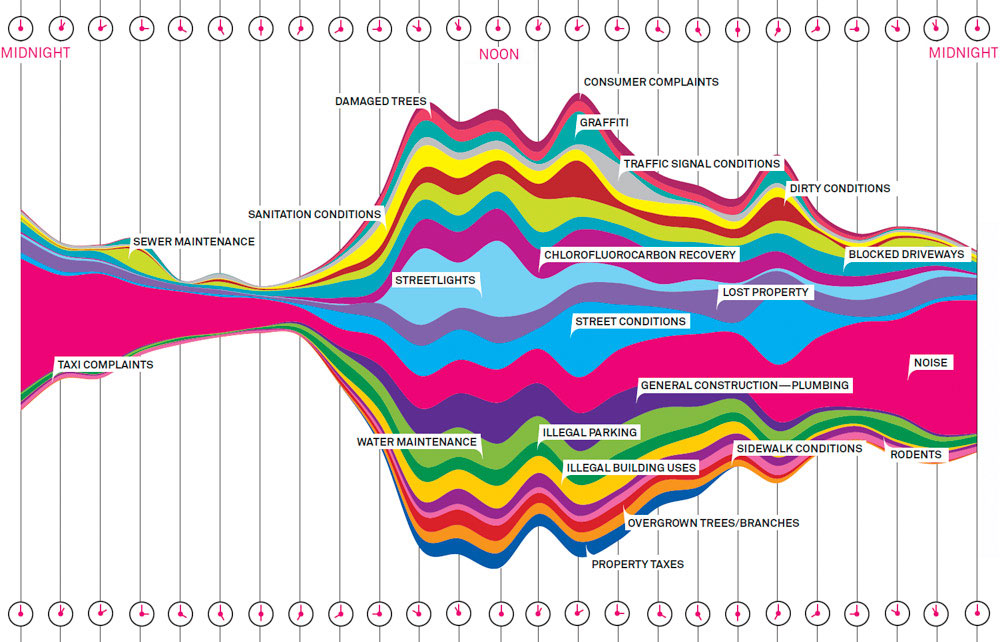 MIDNIGHT
NOON
MIDNIGHT
CONSUMER COMPLAINTS
DAMAGED TREES
GRAFFITI
TRAFFIC SIGNAL CONDITIONS
DIRTY CONDITIONS
SANITATION CONDITIONS
SEWER MAINTENANCE
CHLOROFLUOROCARBON RECOVERY
BLOCKED DRIVEWAYS
STREETLIGHTS
LOST PROPERTY
STREET CONDITIONS
TAXI COMPLAINTS
NOISE
GENERAL CONSTRUCTION—PLUMBING
ILLEGAL PARKING
WATER MAINTENANCE
SIDEWALK CONDITIONS
RODENTS
ILLEGAL BUILDING USES
OVERGROWN TREES/BRANCHES
PROPERTY TAXES